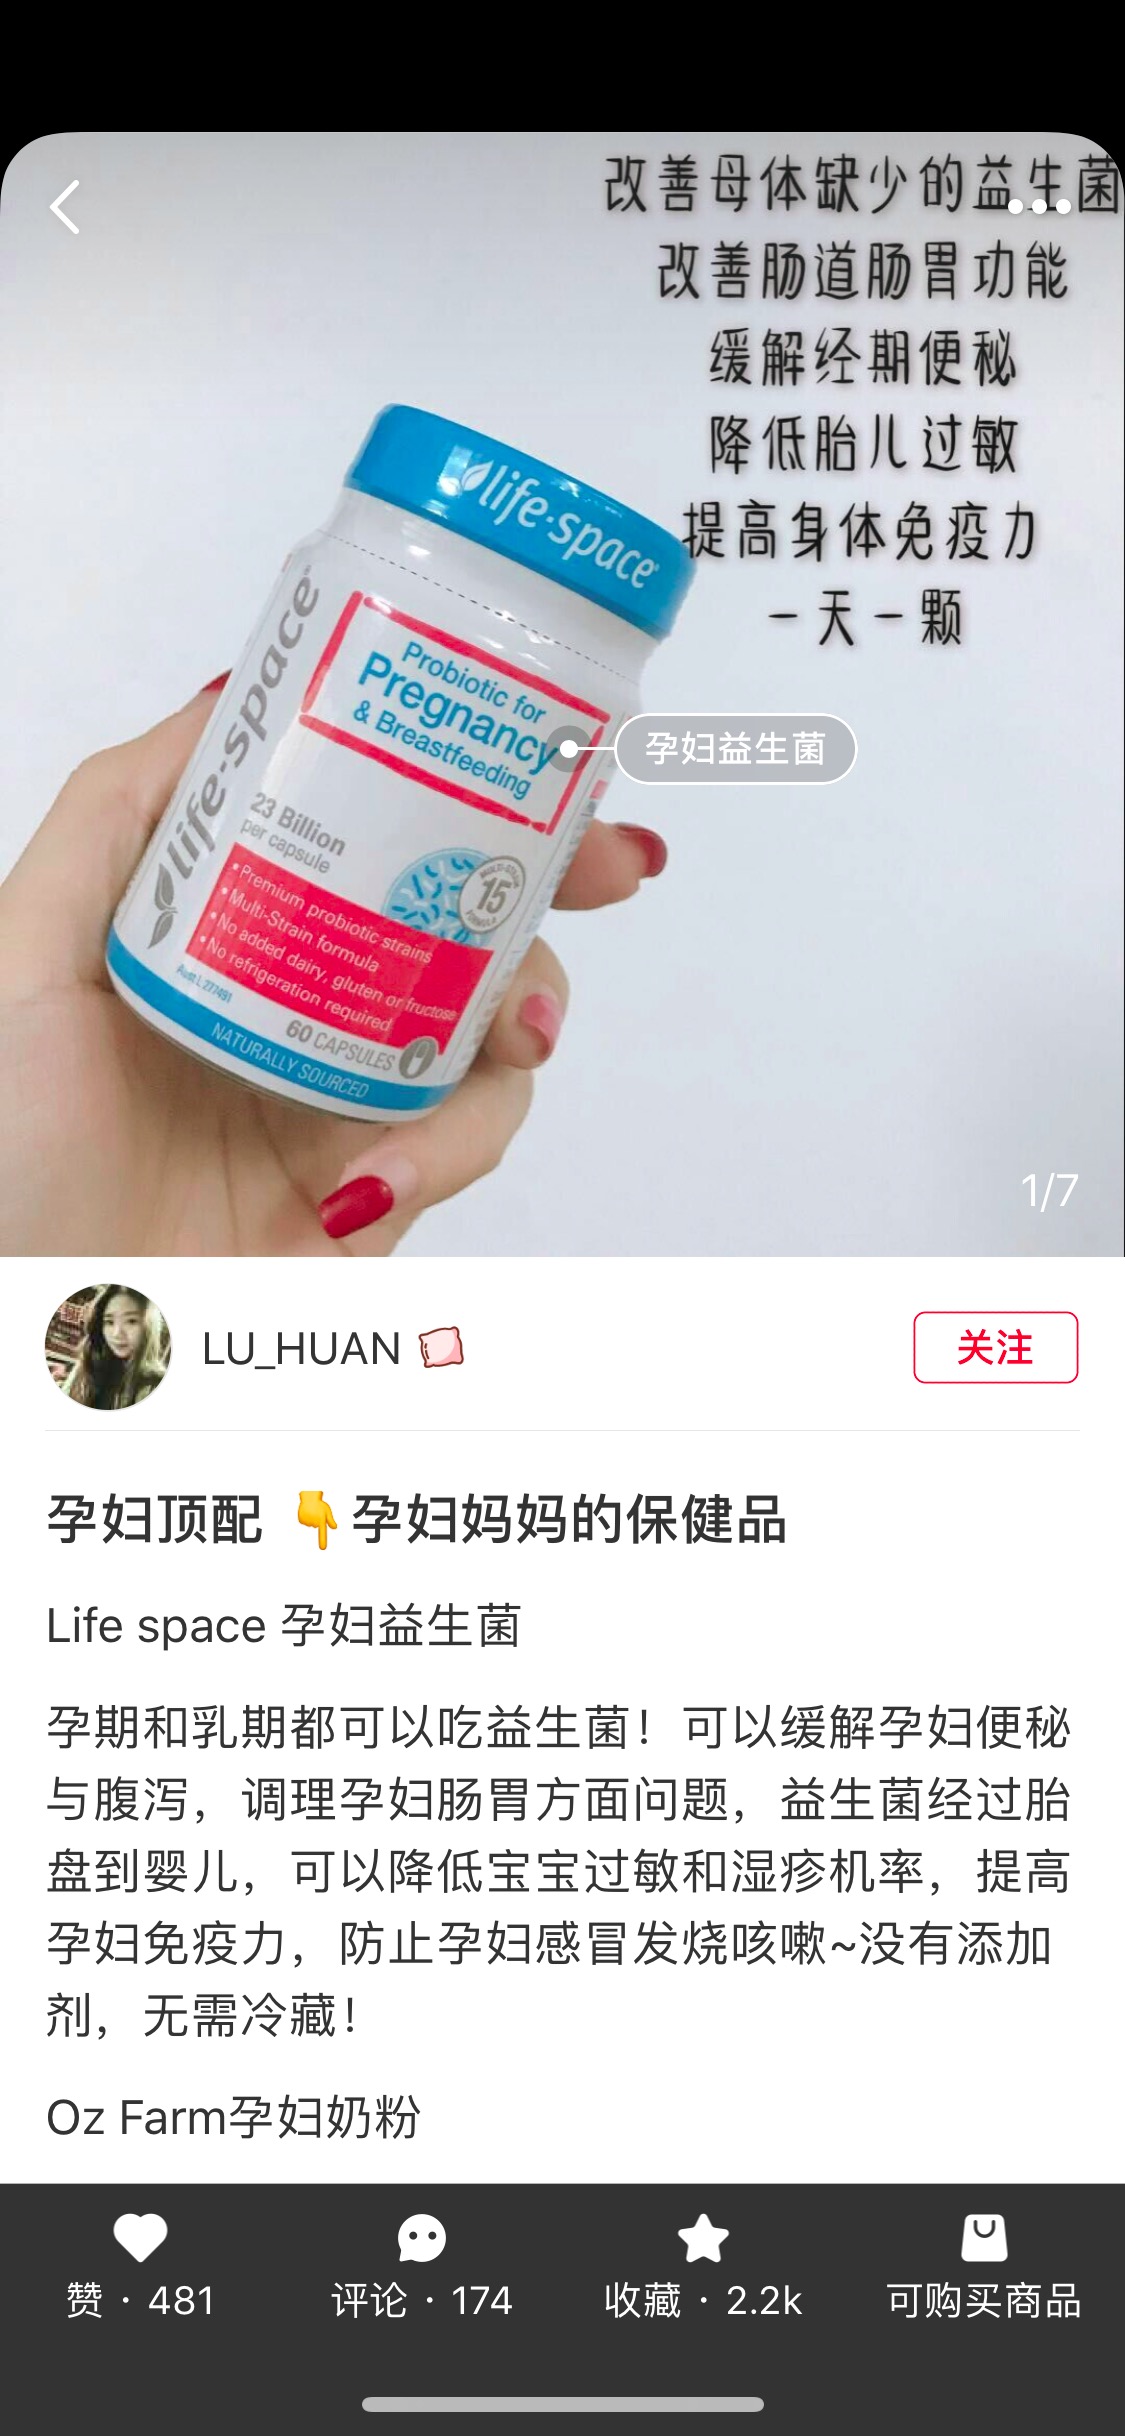 改善母体缺少的益生菌
改善肠道肠胃功能
缓解经期便秘
降低胎儿过敏
提高身体免疫力
一天一颗
life-space
life-space
Probiotic for
Pregnancy
& Breastfeeding
孕妇益生菌
23 Billion
per capsule
MULTI-STRAIN
15
FORMULA
• Premium probiotic strains
• Multi-Strain formula
• No added dairy, gluten or fructose
• No refrigeration required
Aust L 277491
60 CAPSULES
NATURALLY SOURCED
1/7
LU_HUAN
关注
孕妇顶配 👇孕妇妈妈的保健品
Life space 孕妇益生菌
孕期和乳期都可以吃益生菌！可以缓解孕妇便秘
与腹泻，调理孕妇肠胃方面问题，益生菌经过胎
盘到婴儿，可以降低宝宝过敏和湿疹机率，提高
孕妇免疫力，防止孕妇感冒发烧咳嗽~没有添加
剂，无需冷藏！
Oz Farm孕妇奶粉
赞 · 481
评论 · 174
收藏 · 2.2k
可购买商品